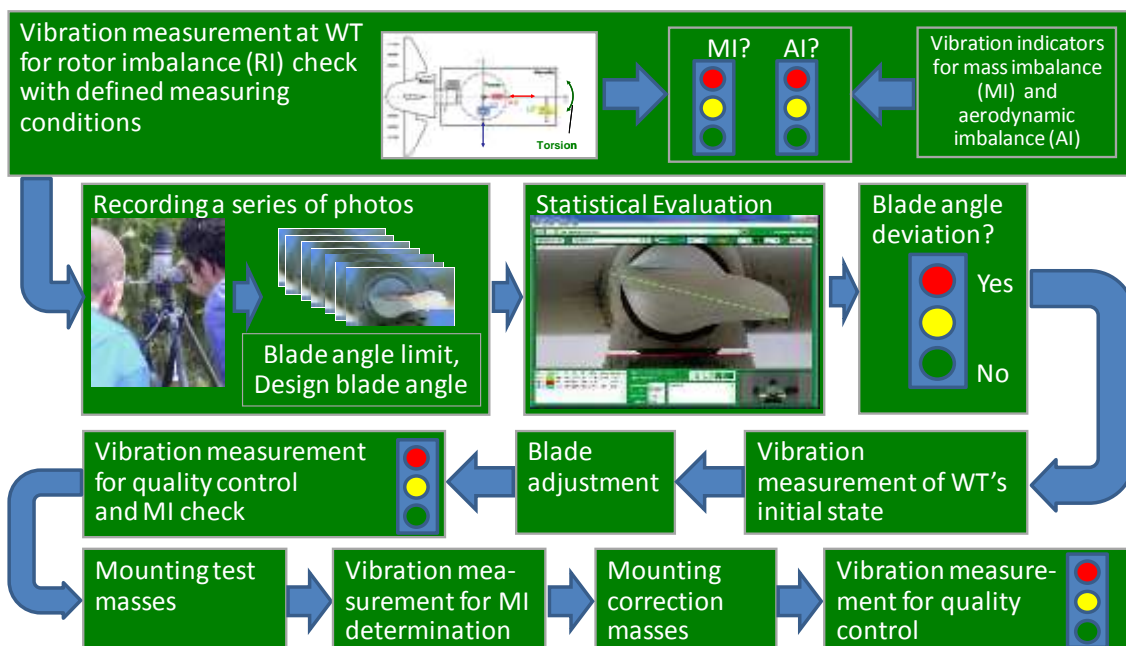 Vibration measurement at WT
for rotor imbalance (RI) check
with defined measuring
conditions
Torsion
MI? AI?
Vibration indicators
for mass imbalance
(MI) and
aerodynamic
imbalance (AI)
Recording a series of photos
Blade angle limit,
Design blade angle
Statistical Evaluation
Blade angle
deviation?
Yes
No
Vibration measurement
for quality control
and MI check
Blade
adjustment
Vibration
measurement of WT's
initial state
Mounting test
masses
Vibration mea-
surement for MI
determination
Mounting
correction
masses
Vibration measure-
ment for quality
control